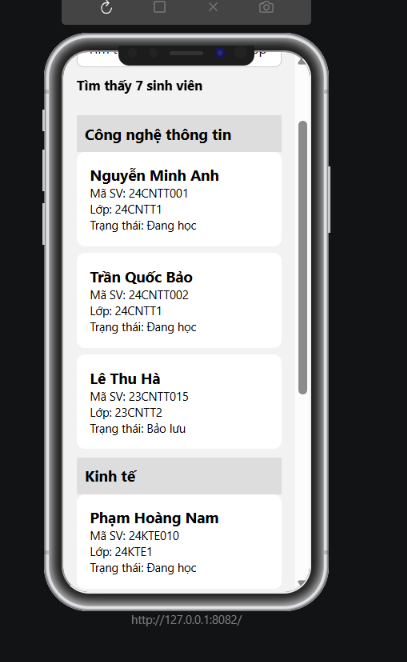 Tìm thấy 7 sinh viên
Công nghệ thông tin
Nguyễn Minh Anh
Mã SV: 24CNTT001
Lớp: 24CNTT1
Trạng thái: Đang học
Trần Quốc Bảo
Mã SV: 24CNTT002
Lớp: 24CNTT1
Trạng thái: Đang học
Lê Thu Hà
Mã SV: 23CNTT015
Lớp: 23CNTT2
Trạng thái: Bảo lưu
Kinh tế
Phạm Hoàng Nam
Mã SV: 24KTE010
Lớp: 24KTE1
Trạng thái: Đang học
http://127.0.0.1:8082/